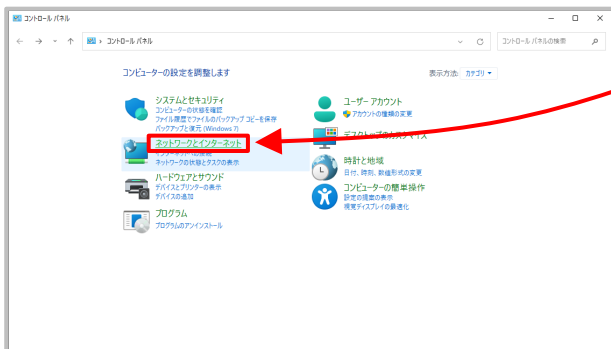 コントロール パネル
コントロール パネル
コントロール パネルの検索
コンピューターの設定を調整します
表示方法: カテゴリ
システムとセキュリティ
コンピューターの状態を確認
ファイル履歴でファイルのバックアップ コピーを保存
バックアップと復元 (Windows 7)
ネットワークとインターネット
ネットワークの状態とタスクの表示
ハードウェアとサウンド
デバイスとプリンターの表示
デバイスの追加
プログラム
プログラムのアンインストール
ユーザー アカウント
アカウントの種類の変更
デスクトップのカスタマイズ
時計と地域
日付、時刻、数値形式の変更
コンピューターの簡単操作
設定の提案の表示
視覚ディスプレイの最適化